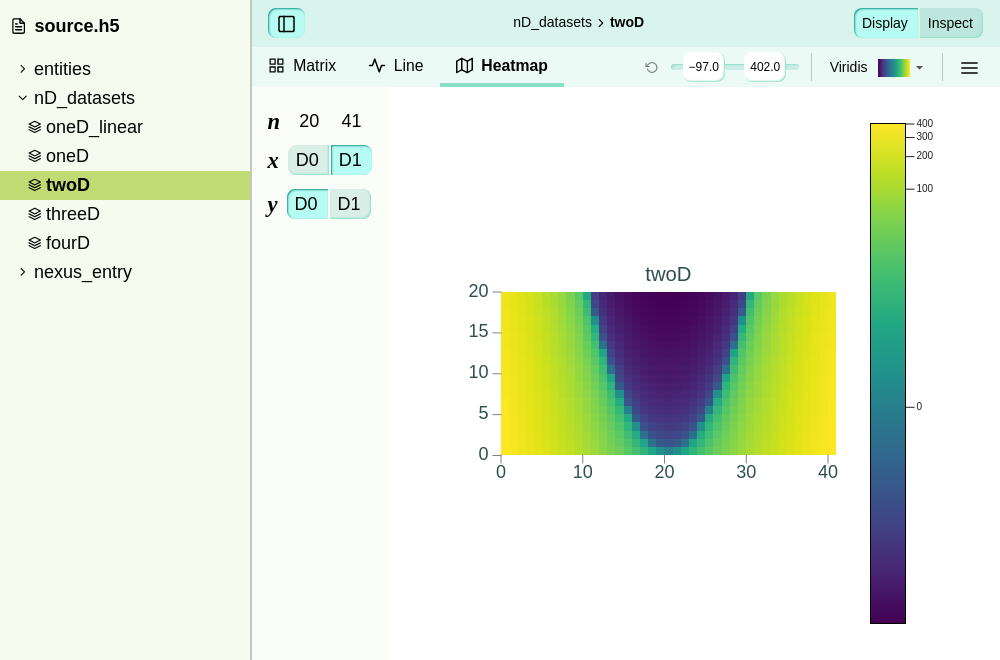 source.h5
entities
nD_datasets
oneD_linear
oneD
twoD
threeD
fourD
nexus_entry
nD_datasets › twoD
Display Inspect
Matrix Line Heatmap −97.0 402.0 Viridis
n 20 41
x D0 D1
y D0 D1
twoD
20
15
10
5
0
0 10 20 30 40
400
300
200
100
0